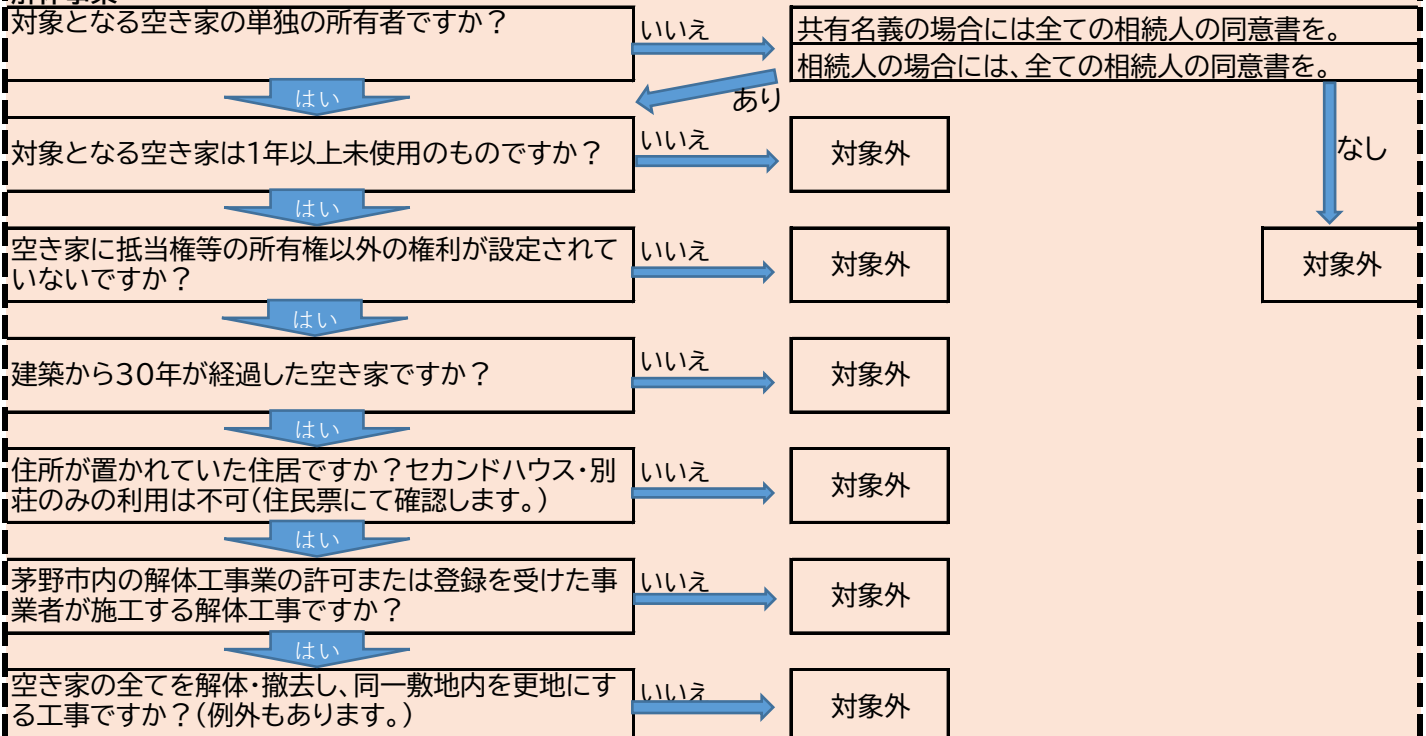 対象となる空き家の単独の所有者ですか？
いいえ
共有名義の場合には全ての相続人の同意書を。
相続人の場合には、全ての相続人の同意書を。
はい
あり
なし
対象となる空き家は1年以上未使用のものですか？
いいえ
対象外
はい
空き家に抵当権等の所有権以外の権利が設定されて
いないですか？
いいえ
対象外
対象外
はい
建築から30年が経過した空き家ですか？
いいえ
対象外
はい
住所が置かれていた住居ですか？セカンドハウス・別
荘のみの利用は不可(住民票にて確認します。)
いいえ
対象外
はい
茅野市内の解体工事業の許可または登録を受けた事
業者が施工する解体工事ですか？
いいえ
対象外
はい
空き家の全てを解体・撤去し、同一敷地内を更地にす
る工事ですか？(例外もあります。)
いいえ
対象外